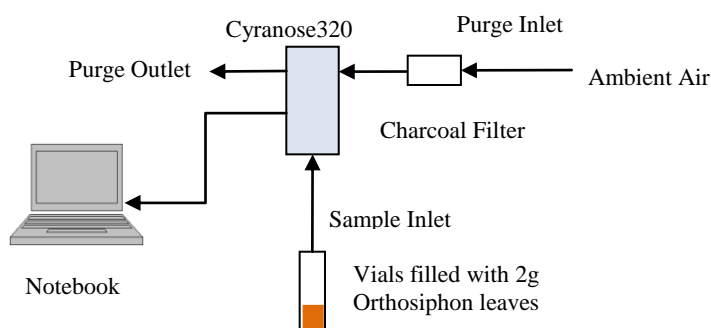 Cyranose320
Purge Inlet
Purge Outlet
Ambient Air
Charcoal Filter
Sample Inlet
Notebook
Vials filled with 2g
Orthosiphon leaves